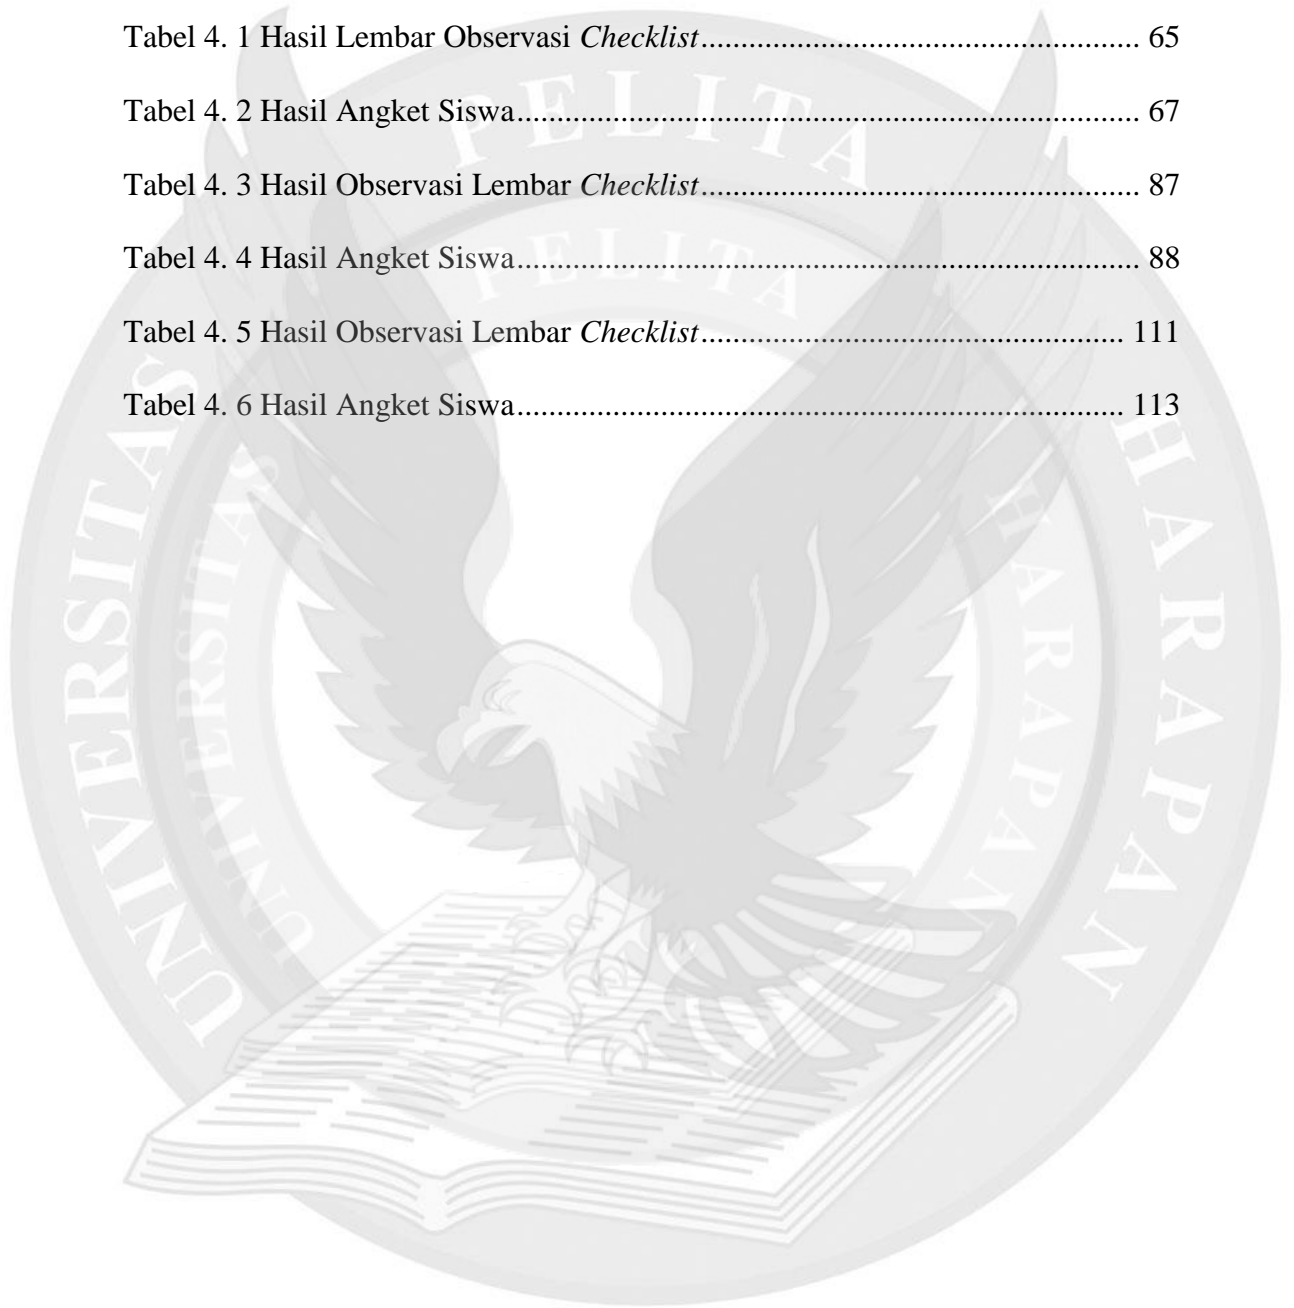 Tabel 4. 1 Hasil Lembar Observasi Checklist...................................................... 65
Tabel 4. 2 Hasil Angket Siswa............................................................................. 67
Tabel 4. 3 Hasil Observasi Lembar Checklist...................................................... 87
Tabel 4. 4 Hasil Angket Siswa............................................................................. 88
Tabel 4. 5 Hasil Observasi Lembar Checklist.................................................... 111
Tabel 4. 6 Hasil Angket Siswa........................................................................... 113
UNIVERSITAS PELITA HARAPAN
UNIVERSITAS PELITA HARAPAN